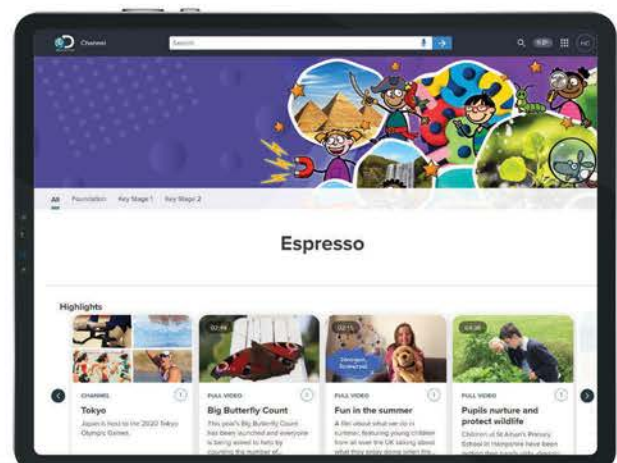 Channel
Search
HC
All Foundation Key Stage 1 Key Stage 2
Espresso
Highlights
02:44
02:15
CHANNEL
FULL VIDEO
FULL VIDEO
FULL VIDEO
Tokyo
Big Butterfly Count
Fun in the summer
Pupils nurture and
protect wildlife
Japan is host to the 2020 Tokyo
Olympic Games.
This year's Big Butterfly Count
has been launched and everyone
is being asked to help by
counting the number of...
A film about what we do in
summer, featuring young children
from all over the UK talking about
what they enjoy doing when the
Children at St Alban's Primary
School in Hampshire have been